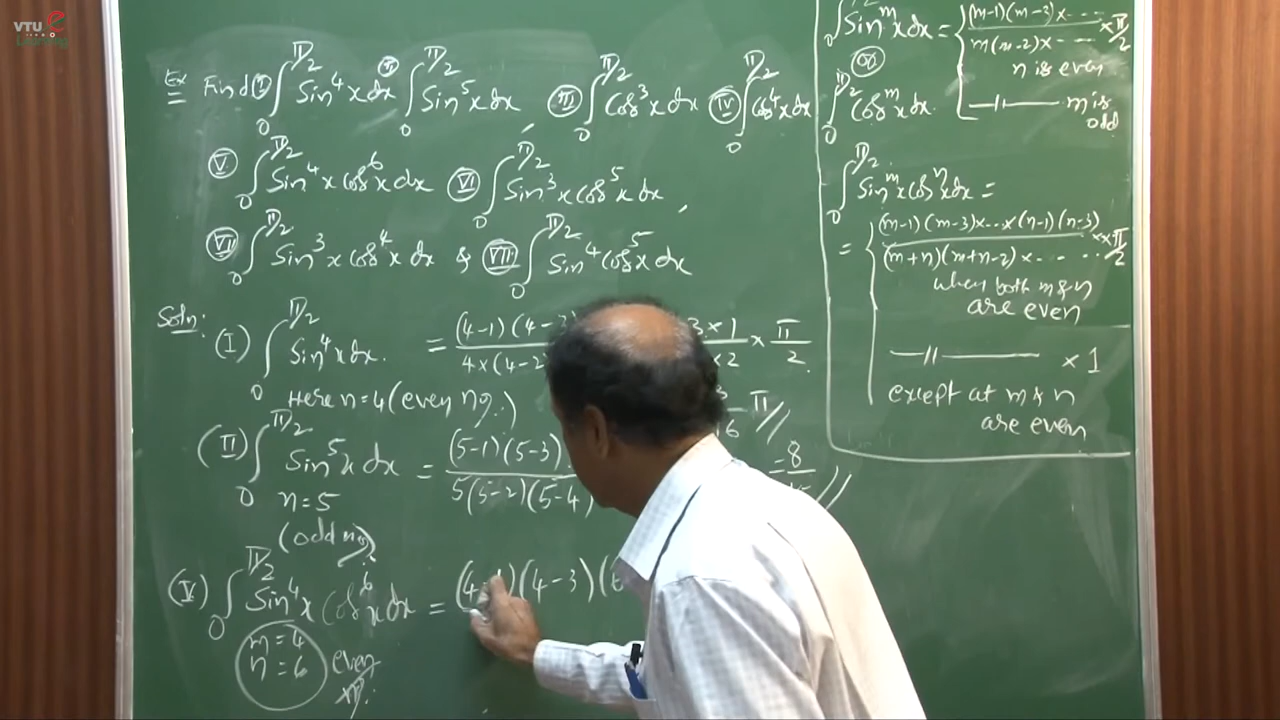 VTU e
Learning
Ex Find (I) ∫₀^{π/2} Sin⁴x dx (II) ∫₀^{π/2} Sin⁵x dx, (III) ∫₀^{π/2} Cos³x dx (IV) ∫₀^{π/2} Cos⁴x dx
(V) ∫₀^{π/2} Sin⁴x Cos⁶x dx (VI) ∫₀^{π/2} Sin³x Cos⁵x dx,
(VII) ∫₀^{π/2} Sin³x Cos⁴x dx & (VIII) ∫₀^{π/2} Sin⁴ Cos⁵x dx
Soln:
(I) ∫₀^{π/2} Sin⁴x dx. = (4-1)(4-3) / 4×(4-2) 3×1 / ×2 × π/2
Here n=4 (even no.) π/16 //
(II) ∫₀^{π/2} Sin⁵x dx = (5-1)(5-3) / 5(5-2)(5-4) = 8/15 //
n=5
(odd no.)
(V) ∫₀^{π/2} Sin⁴x Cos⁶x dx = (4-1)(4-3)(6
m=4
n=6 even
∫₀^{π/2} Sin^m x dx = { (m-1)(m-3)×.... / m(m-2)×.... × π/2
n is even
(or)
∫₀^{π/2} Cos^m x dx. —||— m is odd
∫₀^{π/2} Sin^m x Cos^n x dx =
= { (m-1)(m-3)×...×(n-1)(n-3) / (m+n)(m+n-2)×... ... ×× π/2
when both m & n
are even
—||— × 1
except at m & n
are even